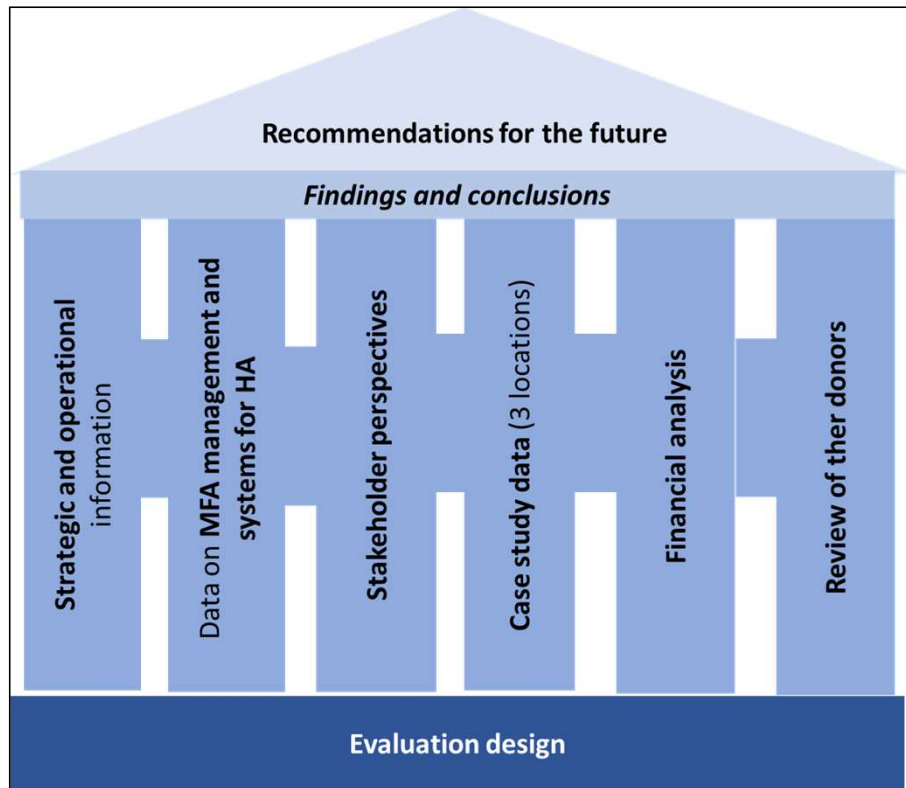 Recommendations for the future
Findings and conclusions
Strategic and operational
information
Data on MFA management and
systems for HA
Stakeholder perspectives
Case study data (3 locations)
Financial analysis
Review of ther donors
Evaluation design